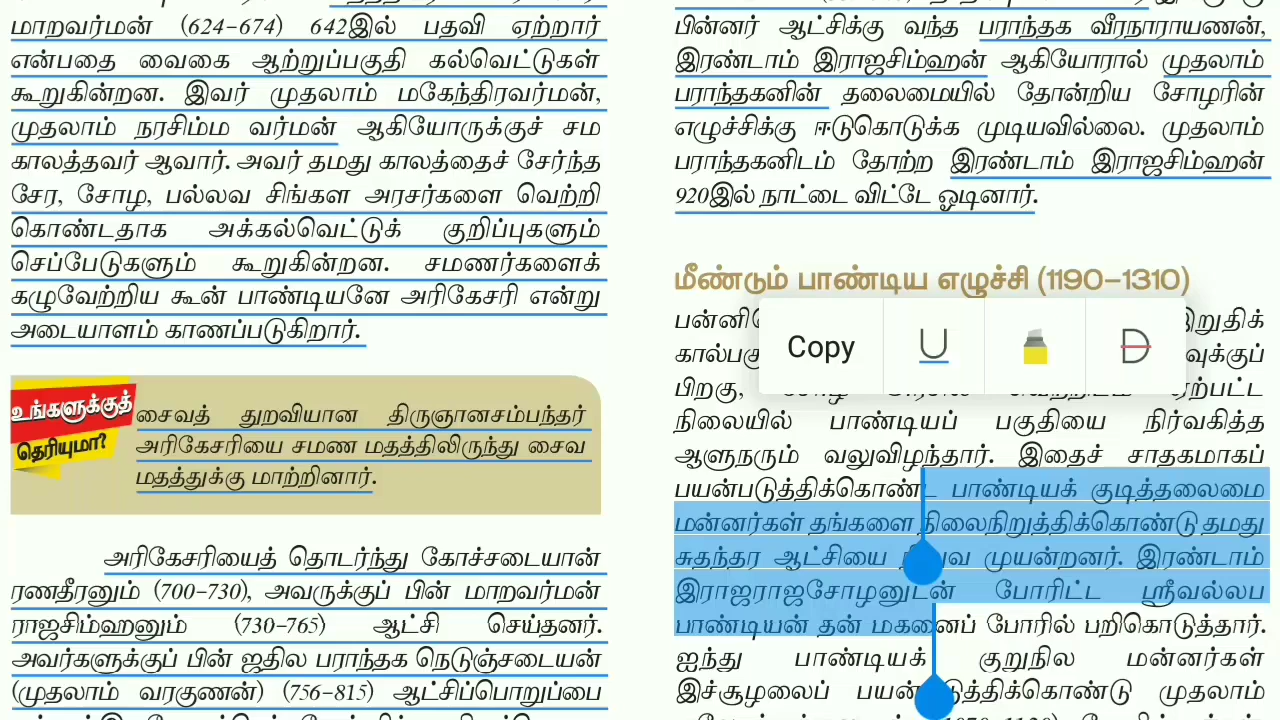 மாறவர்மன் (624–674) 642இல் பதவி ஏற்றார்
என்பதை வைகை ஆற்றுப்பகுதி கல்வெட்டுகள்
கூறுகின்றன. இவர் முதலாம் மகேந்திரவர்மன்,
முதலாம் நரசிம்ம வர்மன் ஆகியோருக்குச் சம
காலத்தவர் ஆவார். அவர் தமது காலத்தைச் சேர்ந்த
சேர, சோழ, பல்லவ சிங்கள அரசர்களை வெற்றி
கொண்டதாக அக்கல்வெட்டுக் குறிப்புகளும்
செப்பேடுகளும் கூறுகின்றன. சமணர்களைக்
கழுவேற்றிய கூன் பாண்டியனே அரிகேசரி என்று
அடையாளம் காணப்படுகிறார்.
உங்களுக்குத்
தெரியுமா?
சைவத் துறவியான திருஞானசம்பந்தர்
அரிகேசரியை சமண மதத்திலிருந்து சைவ
மதத்துக்கு மாற்றினார்.
அரிகேசரியைத் தொடர்ந்து கோச்சடையான்
ரணதீரனும் (700–730), அவருக்குப் பின் மாறவர்மன்
ராஜசிம்ஹனும் (730–765) ஆட்சி செய்தனர்.
அவர்களுக்குப் பின் ஜதில பராந்தக நெடுஞ்சடையன்
(முதலாம் வரகுணன்) (756–815) ஆட்சிப்பொறுப்பை
பின்னர் ஆட்சிக்கு வந்த பராந்தக வீரநாராயணன்,
இரண்டாம் இராஜசிம்ஹன் ஆகியோரால் முதலாம்
பராந்தகனின் தலைமையில் தோன்றிய சோழரின்
எழுச்சிக்கு ஈடுகொடுக்க முடியவில்லை. முதலாம்
பராந்தகனிடம் தோற்ற இரண்டாம் இராஜசிம்ஹன்
920இல் நாட்டை விட்டே ஓடினார்.
மீண்டும் பாண்டிய எழுச்சி (1190–1310)
Copy
பிறகு,
நிலையில் பாண்டியப் பகுதியை நிர்வகித்த
ஆளுநரும் வலுவிழந்தார். இதைச் சாதகமாகப்
பயன்படுத்திக்கொண்ட பாண்டியக் குடித்தலைமை
மன்னர்கள் தங்களை நிலைநிறுத்திக்கொண்டு தமது
சுதந்தர ஆட்சியை நிறுவ முயன்றனர். இரண்டாம்
இராஜராஜசோழனுடன் போரிட்ட ஸ்ரீவல்லப
பாண்டியன் தன் மகனைப் போரில் பறிகொடுத்தார்.
ஐந்து பாண்டியக் குறுநில மன்னர்கள்
இச்சூழலைப் பயன்படுத்திக்கொண்டு முதலாம்